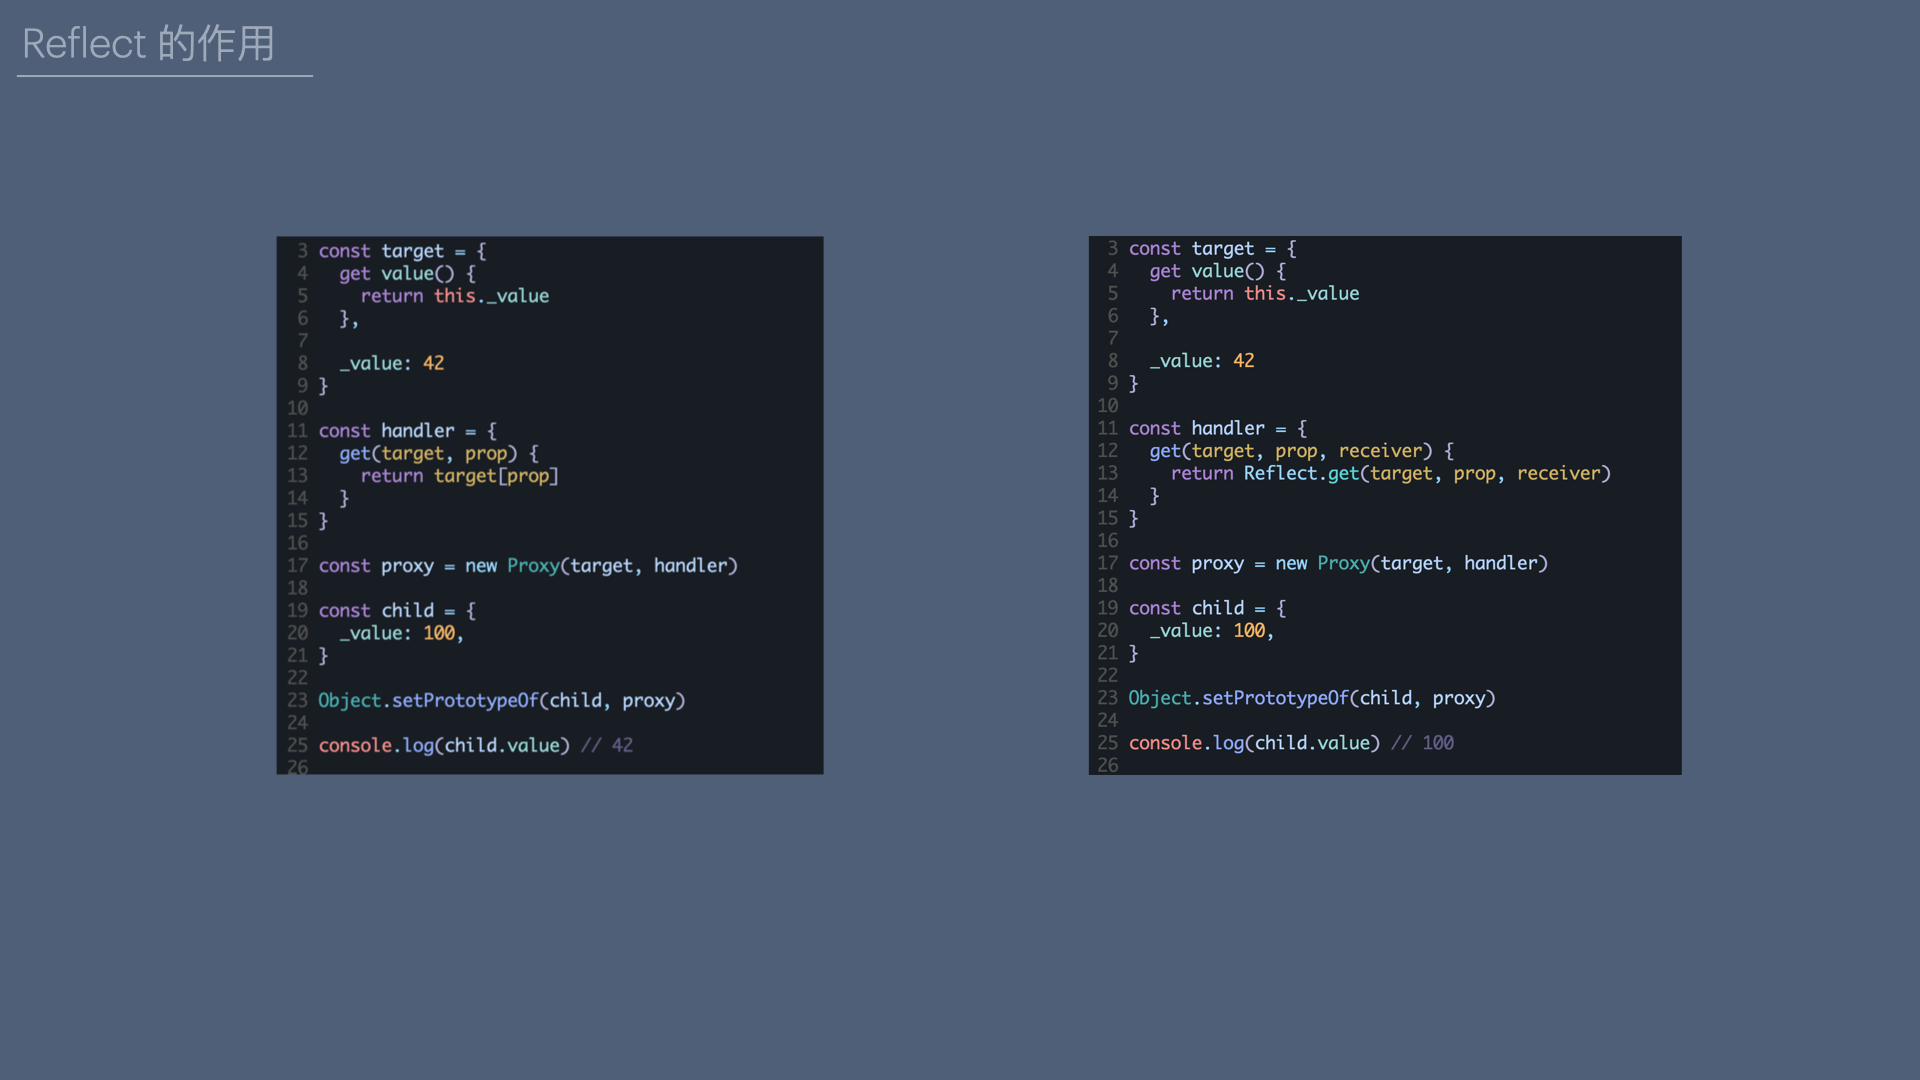 Reflect 的作用
3 const target = {
4   get value() {
5     return this._value
6   },
7
8   _value: 42
9 }
10
11 const handler = {
12   get(target, prop) {
13     return target[prop]
14   }
15 }
16
17 const proxy = new Proxy(target, handler)
18
19 const child = {
20   _value: 100,
21 }
22
23 Object.setPrototypeOf(child, proxy)
24
25 console.log(child.value) // 42
26
3 const target = {
4   get value() {
5     return this._value
6   },
7
8   _value: 42
9 }
10
11 const handler = {
12   get(target, prop, receiver) {
13     return Reflect.get(target, prop, receiver)
14   }
15 }
16
17 const proxy = new Proxy(target, handler)
18
19 const child = {
20   _value: 100,
21 }
22
23 Object.setPrototypeOf(child, proxy)
24
25 console.log(child.value) // 100
26